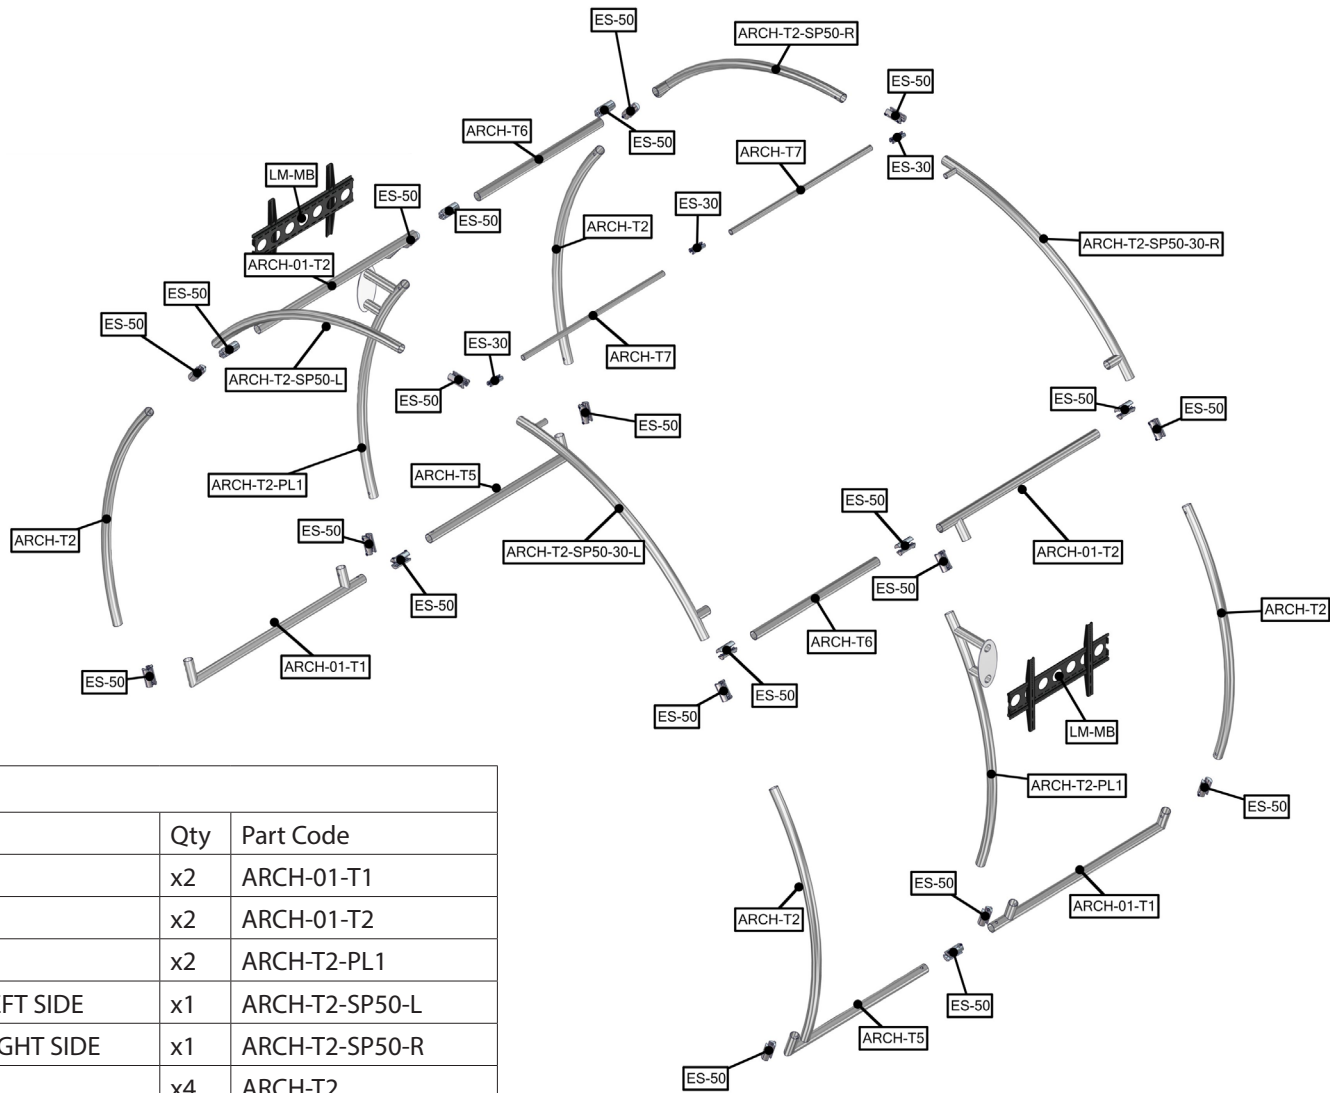 ES-50
ARCH-T2-SP50-R
ES-50
ARCH-T6
ES-50
ARCH-T7
ES-30
LM-MB
ES-50
ES-50
ES-30
ARCH-T2
ARCH-T2-SP50-30-R
ARCH-01-T2
ES-50
ES-50
ES-30
ARCH-T7
ARCH-T2-SP50-L
ES-50
ES-50
ES-50
ES-50
ARCH-T5
ARCH-T2-PL1
ES-50
ES-50
ARCH-T2
ARCH-T2-SP50-30-L
ARCH-01-T2
ES-50
ES-50
ARCH-T2
ARCH-T6
ARCH-01-T1
ES-50
ES-50
ES-50
LM-MB
ARCH-T2-PL1
ES-50
ES-50
ARCH-T2
ARCH-01-T1
ES-50
ARCH-T5
ES-50
Qty Part Code
x2 ARCH-01-T1
x2 ARCH-01-T2
x2 ARCH-T2-PL1
EFT SIDE x1 ARCH-T2-SP50-L
GHT SIDE x1 ARCH-T2-SP50-R
x4 ARCH-T2